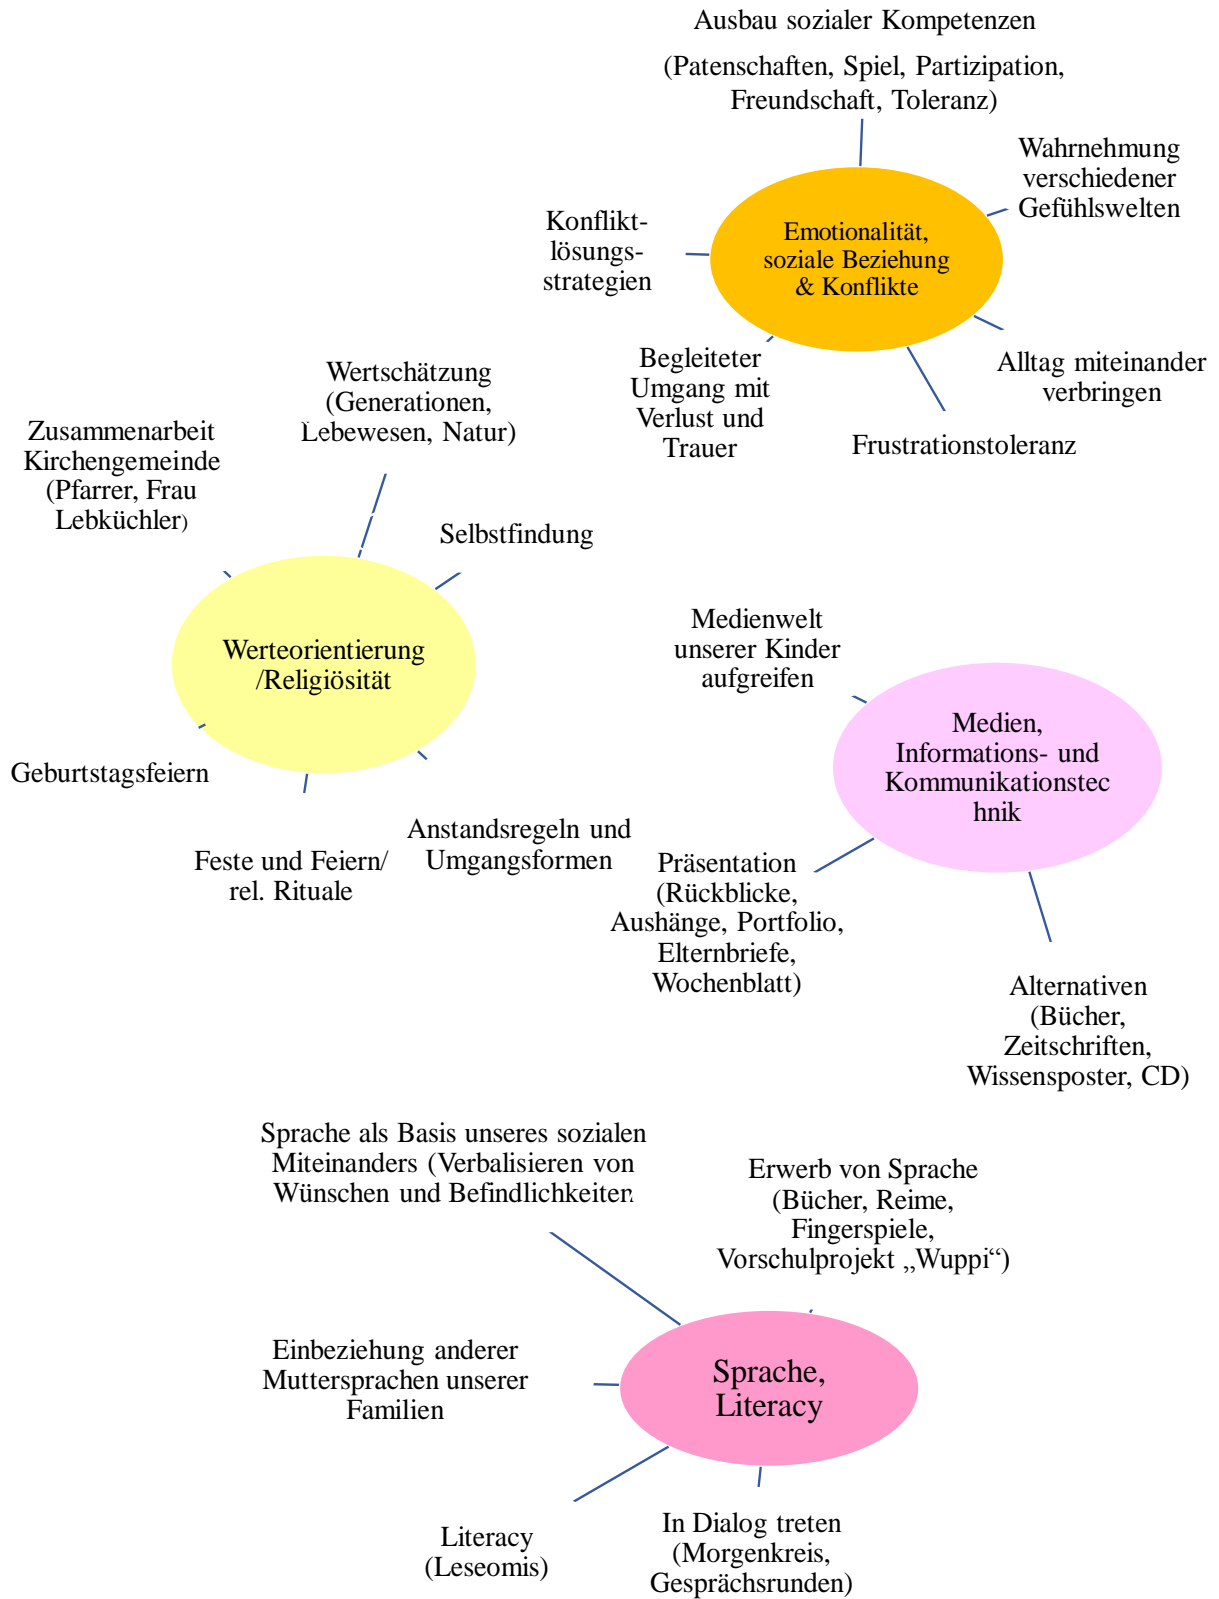 Ausbau sozialer Kompetenzen
(Patenschaften, Spiel, Partizipation,
Freundschaft, Toleranz)
Wahrnehmung
verschiedener
Gefühlswelten
Konflikt-
lösungs-
strategien
Emotionalität,
soziale Beziehung
& Konflikte
Begleiteter
Umgang mit
Verlust und
Trauer
Alltag miteinander
verbringen
Frustrationstoleranz
Wertschätzung
(Generationen,
Lebewesen, Natur)
Zusammenarbeit
Kirchengemeinde
(Pfarrer, Frau
Lebküchler)
Selbstfindung
Werteorientierung
/Religiösität
Geburtstagsfeiern
Feste und Feiern/
rel. Rituale
Anstandsregeln und
Umgangsformen
Medienwelt
unserer Kinder
aufgreifen
Medien,
Informations- und
Kommunikationstec
hnik
Präsentation
(Rückblicke,
Aushänge, Portfolio,
Elternbriefe,
Wochenblatt)
Alternativen
(Bücher,
Zeitschriften,
Wissensposter, CD)
Sprache als Basis unseres sozialen
Miteinanders (Verbalisieren von
Wünschen und Befindlichkeiten
Erwerb von Sprache
(Bücher, Reime,
Fingerspiele,
Vorschulprojekt „Wuppi“)
Einbeziehung anderer
Muttersprachen unserer
Familien
Sprache,
Literacy
Literacy
(Leseomis)
In Dialog treten
(Morgenkreis,
Gesprächsrunden)